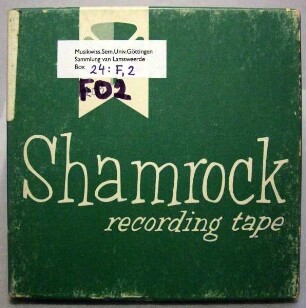 Musikwiss.Sem.Univ.Göttingen
Sammlung van Lamsweerde
Box: 24: F, 2
F02
Shamrock
recording tape